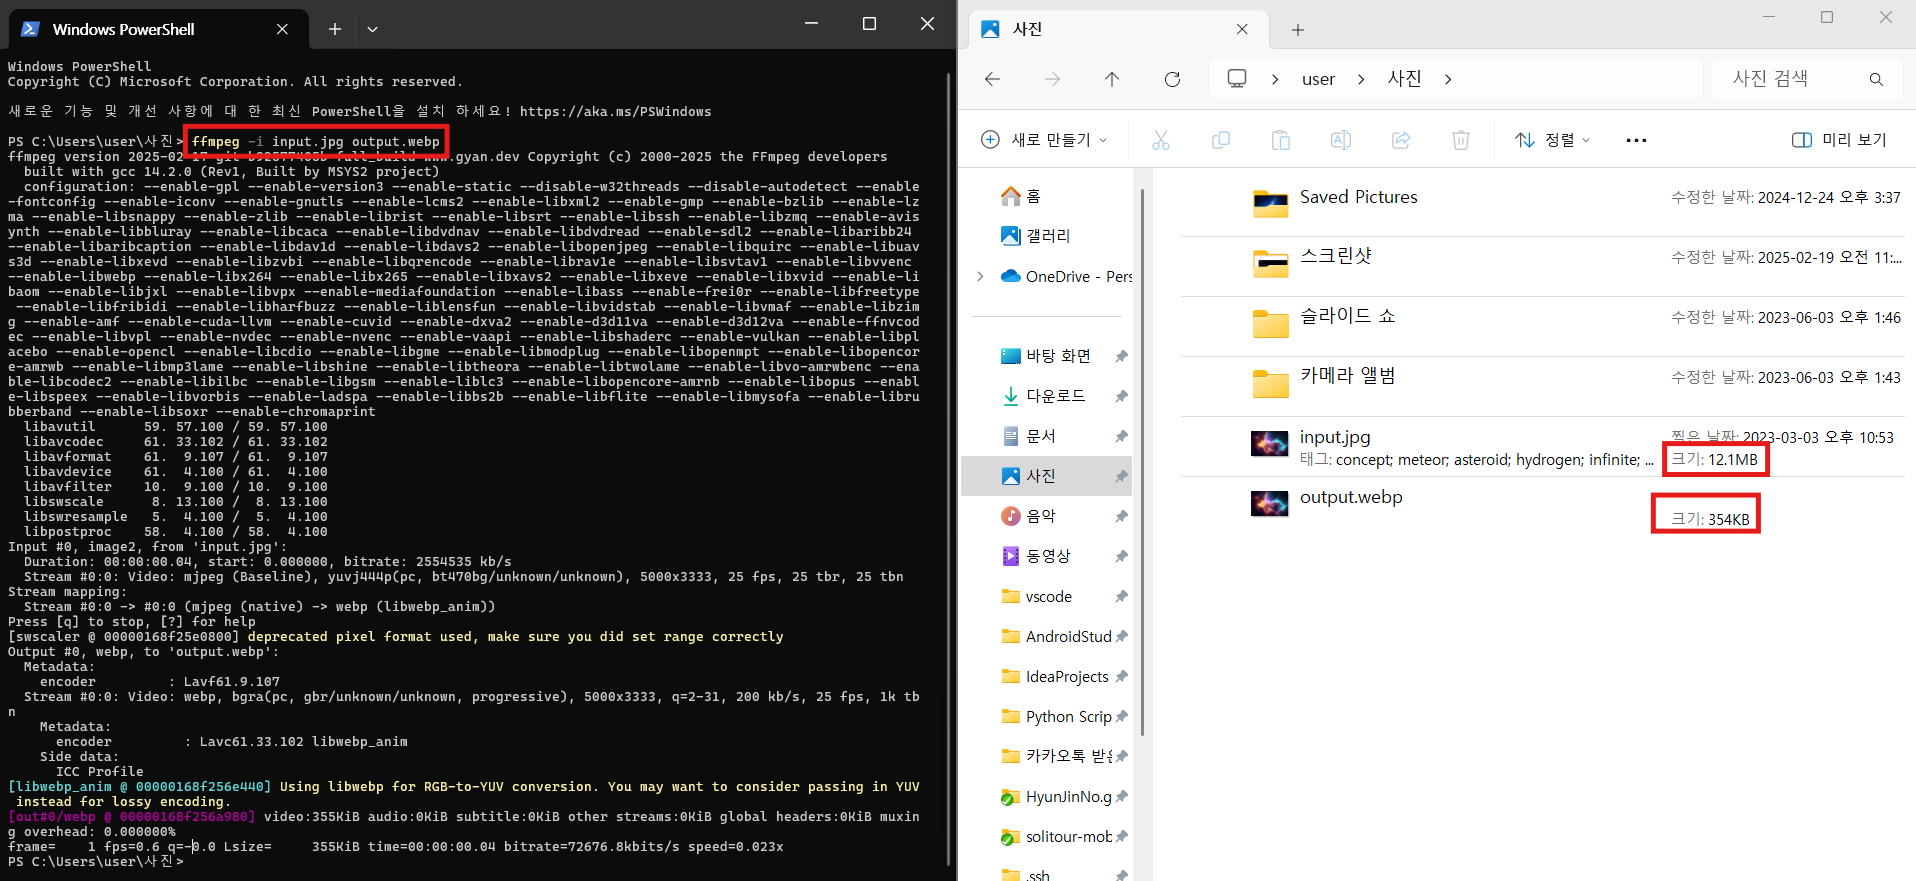 Windows PowerShell
Windows PowerShell
Copyright (C) Microsoft Corporation. All rights reserved.
새로운 기능 및 개선 사항에 대 한 최신 PowerShell을 설치 하세요! https://aka.ms/PSWindows
PS C:\Users\user\사진> ffmpeg -i input.jpg output.webp
ffmpeg version 2025-02-17-git-b92577405b-full_build-www.gyan.dev Copyright (c) 2000-2025 the FFmpeg developers
built with gcc 14.2.0 (Rev1, Built by MSYS2 project)
configuration: --enable-gpl --enable-version3 --enable-static --disable-w32threads --disable-autodetect --enable
-fontconfig --enable-iconv --enable-gnutls --enable-lcms2 --enable-libxml2 --enable-gmp --enable-bzlib --enable-lz
ma --enable-libsnappy --enable-zlib --enable-librist --enable-libsrt --enable-libssh --enable-libzmq --enable-avis
ynth --enable-libbluray --enable-libcaca --enable-libdvdnav --enable-libdvdread --enable-sdl2 --enable-libaribb24
--enable-libaribcaption --enable-libdav1d --enable-libdavs2 --enable-libopenjpeg --enable-libquirc --enable-libuav
s3d --enable-libxevd --enable-libzvbi --enable-libqrencode --enable-librav1e --enable-libsvtav1 --enable-libvvenc
--enable-libwebp --enable-libx264 --enable-libx265 --enable-libxavs2 --enable-libxeve --enable-libxvid --enable-li
baom --enable-libjxl --enable-libvpx --enable-mediafoundation --enable-libass --enable-frei0r --enable-libfreetype
--enable-libfribidi --enable-libharfbuzz --enable-liblensfun --enable-libvidstab --enable-libvmaf --enable-libzim
g --enable-amf --enable-cuda-llvm --enable-cuvid --enable-dxva2 --enable-d3d11va --enable-d3d12va --enable-ffnvcod
ec --enable-libvpl --enable-nvdec --enable-nvenc --enable-vaapi --enable-libshaderc --enable-vulkan --enable-libpl
acebo --enable-opencl --enable-libcdio --enable-libgme --enable-libmodplug --enable-libopenmpt --enable-libopencor
e-amrwb --enable-libmp3lame --enable-libshine --enable-libtheora --enable-libtwolame --enable-libvo-amrwbenc --ena
ble-libcodec2 --enable-libilbc --enable-libgsm --enable-liblc3 --enable-libopencore-amrnb --enable-libopus --enabl
e-libspeex --enable-libvorbis --enable-ladspa --enable-libbs2b --enable-libflite --enable-libmysofa --enable-libru
bberband --enable-libsoxr --enable-chromaprint
libavutil 59. 57.100 / 59. 57.100
libavcodec 61. 33.102 / 61. 33.102
libavformat 61. 9.107 / 61. 9.107
libavdevice 61. 4.100 / 61. 4.100
libavfilter 10. 9.100 / 10. 9.100
libswscale 8. 13.100 / 8. 13.100
libswresample 5. 4.100 / 5. 4.100
libpostproc 58. 4.100 / 58. 4.100
Input #0, image2, from 'input.jpg':
Duration: 00:00:00.04, start: 0.000000, bitrate: 2554535 kb/s
Stream #0:0: Video: mjpeg (Baseline), yuvj444p(pc, bt470bg/unknown/unknown), 5000x3333, 25 fps, 25 tbr, 25 tbn
Stream mapping:
Stream #0:0 -> #0:0 (mjpeg (native) -> webp (libwebp_anim))
Press [q] to stop, [?] for help
[swscaler @ 00000168f25e0800] deprecated pixel format used, make sure you did set range correctly
Output #0, webp, to 'output.webp':
Metadata:
encoder : Lavf61.9.107
Stream #0:0: Video: webp, bgra(pc, gbr/unknown/unknown, progressive), 5000x3333, q=2-31, 200 kb/s, 25 fps, 1k tb
n
Metadata:
encoder : Lavc61.33.102 libwebp_anim
Side data:
ICC Profile
[libwebp_anim @ 00000168f256e440] Using libwebp for RGB-to-YUV conversion. You may want to consider passing in YUV
instead for lossy encoding.
[out#0/webp @ 00000168f256a980] video:355KiB audio:0KiB subtitle:0KiB other streams:0KiB global headers:0KiB muxin
g overhead: 0.000000%
frame= 1 fps=0.6 q=-0.0 Lsize= 355KiB time=00:00:00.04 bitrate=72676.8kbits/s speed=0.023x
PS C:\Users\user\사진>
사진
user > 사진 >
사진 검색
새로 만들기
정렬
미리 보기
홈
갤러리
OneDrive - Pers
바탕 화면
다운로드
문서
사진
음악
동영상
vscode
AndroidStud
IdeaProjects
Python Scrip
카카오톡 받은
HyunJinNo.g
solitour-mob
.ssh
Saved Pictures 수정한 날짜: 2024-12-24 오후 3:37
스크린샷 수정한 날짜: 2025-02-19 오전 11:...
슬라이드 쇼 수정한 날짜: 2023-06-03 오후 1:46
카메라 앨범 수정한 날짜: 2023-06-03 오후 1:43
input.jpg 찍은 날짜: 2023-03-03 오후 10:53
태그: concept; meteor; asteroid; hydrogen; infinite; ... 크기: 12.1MB
output.webp
크기: 354KB